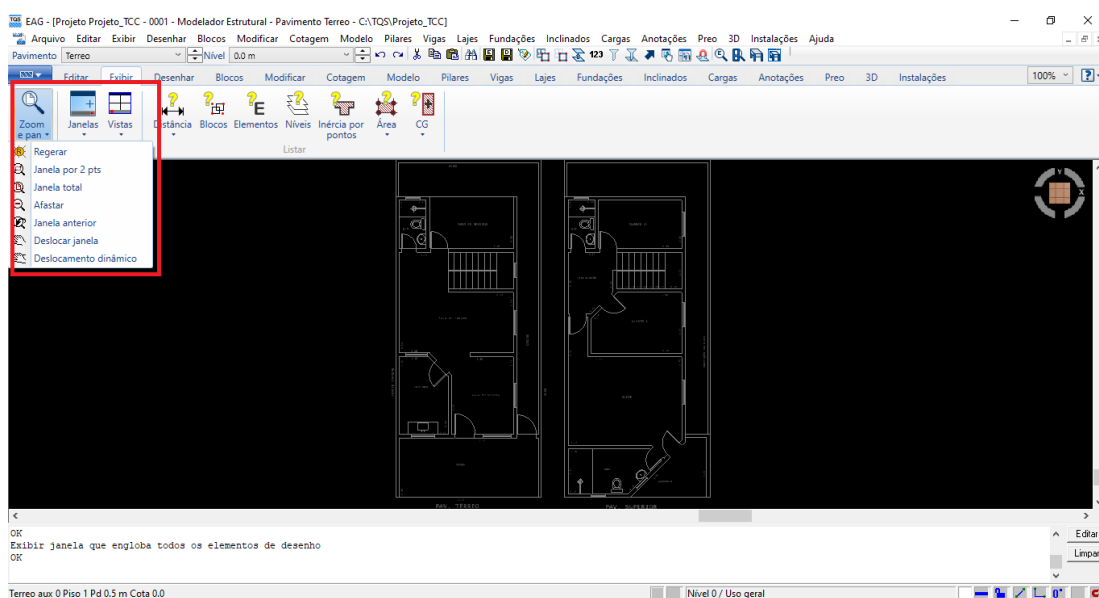 TQS EAG - [Projeto Projeto_TCC - 0001 - Modelador Estrutural - Pavimento Terreo - C:\TQS\Projeto_TCC]
Arquivo Editar Exibir Desenhar Blocos Modificar Cotagem Modelo Pilares Vigas Lajes Fundações Inclinados Cargas Anotações Preo 3D Instalações Ajuda
Pavimento Terreo Nível 0.0 m 123
Editar Exibir Desenhar Blocos Modificar Cotagem Modelo Pilares Vigas Lajes Fundações Inclinados Cargas Anotações Preo 3D Instalações 100% ?
Zoom e pan Janelas Vistas Distância Blocos Elementos Níveis Inércia por pontos Área CG
Listar
Regerar
Janela por 2 pts
Janela total
Afastar
Janela anterior
Deslocar janela
Deslocamento dinâmico
Y
X
PAV. TÉRREO PAV. SUPERIOR
OK
Exibir janela que engloba todos os elementos de desenho
OK
Editar
Limpar
Terreo aux 0 Piso 1 Pd 0.5 m Cota 0.0 Nível 0 / Uso geral